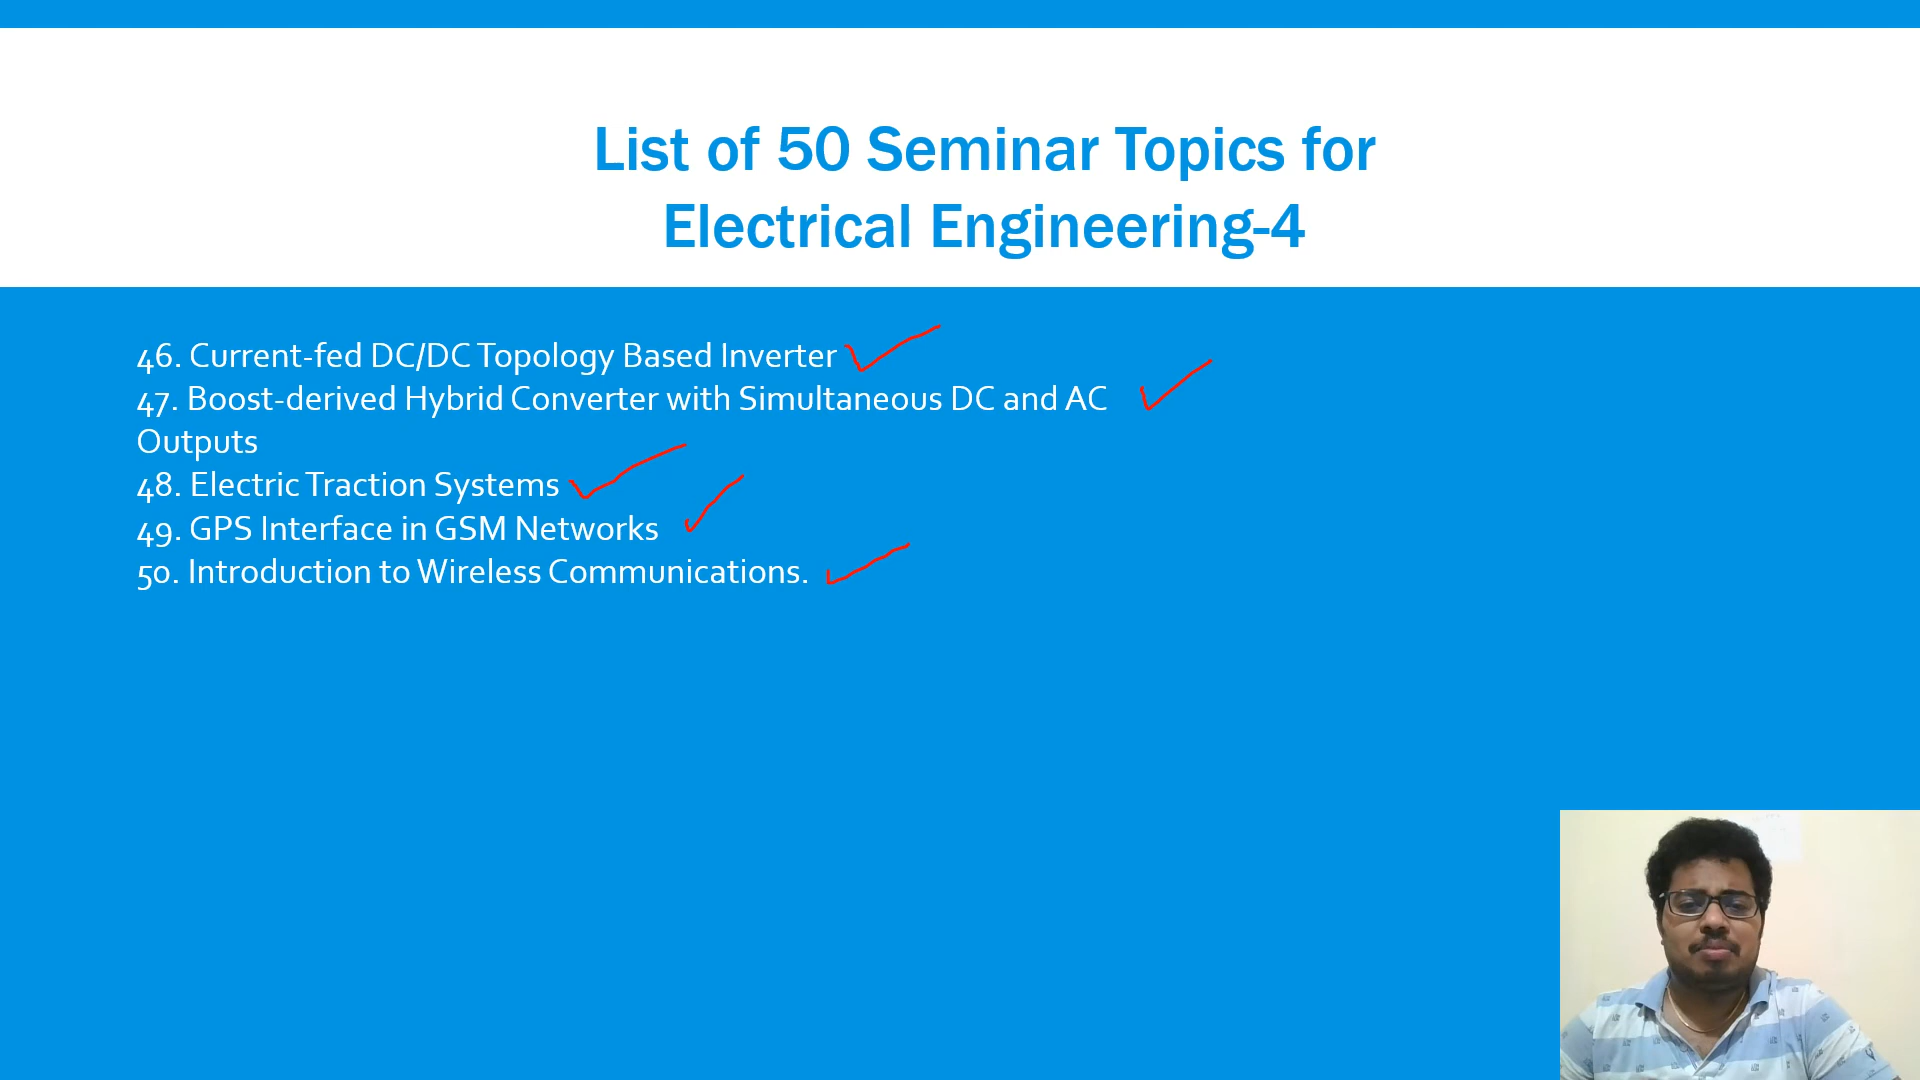 List of 50 Seminar Topics for
Electrical Engineering-4
46. Current-fed DC/DC Topology Based Inverter
47. Boost-derived Hybrid Converter with Simultaneous DC and AC
Outputs
48. Electric Traction Systems
49. GPS Interface in GSM Networks
50. Introduction to Wireless Communications.